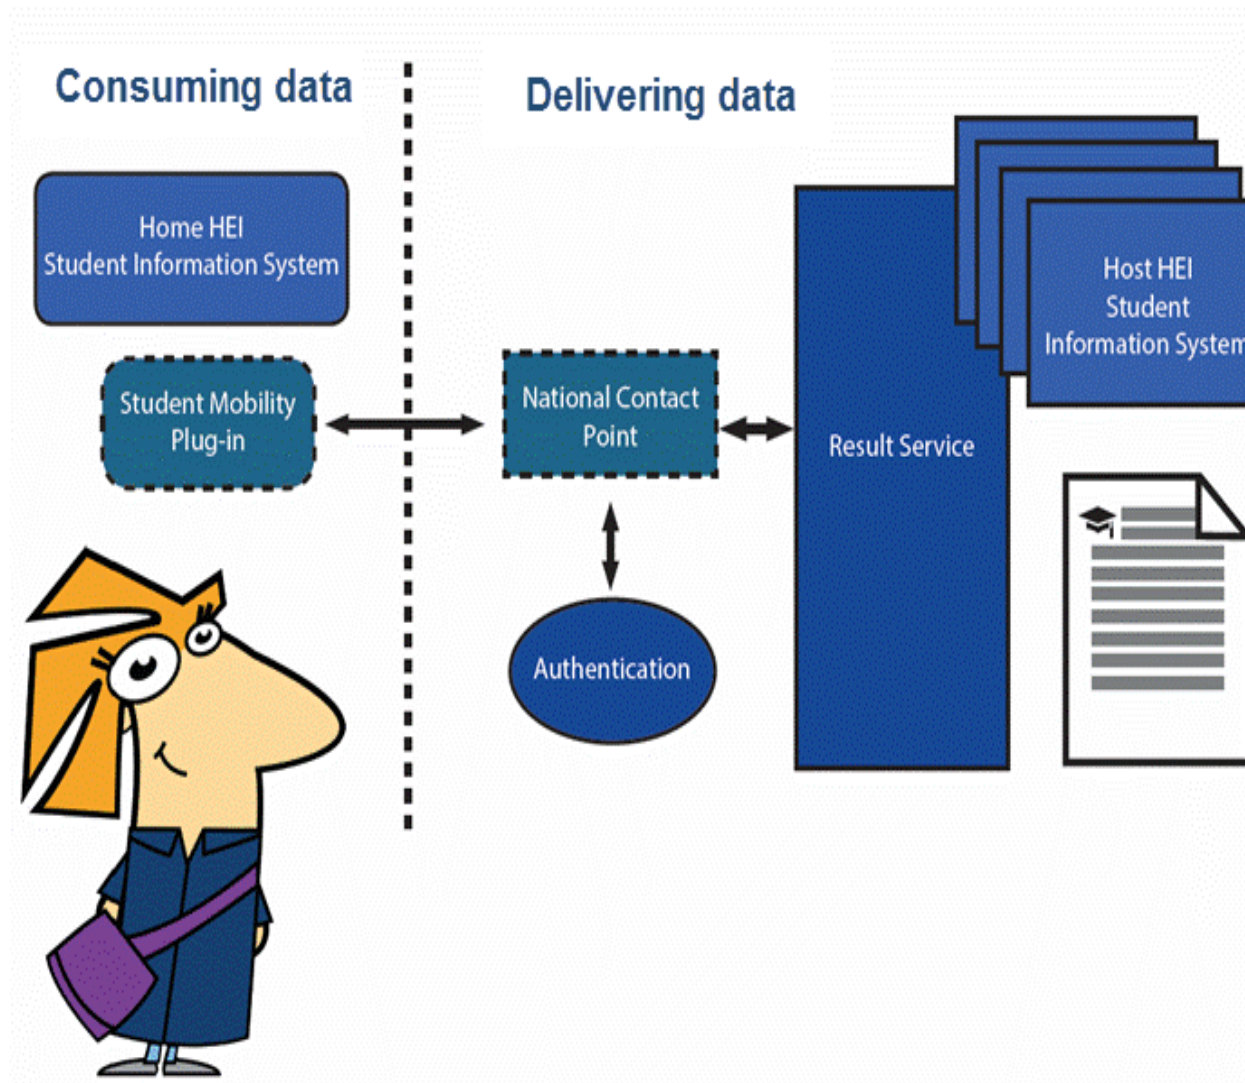 Consuming data
Delivering data
Home HEI
Student Information System
Student Mobility
Plug-in
National Contact
Point
Authentication
Result Service
Host HEI
Student
Information System